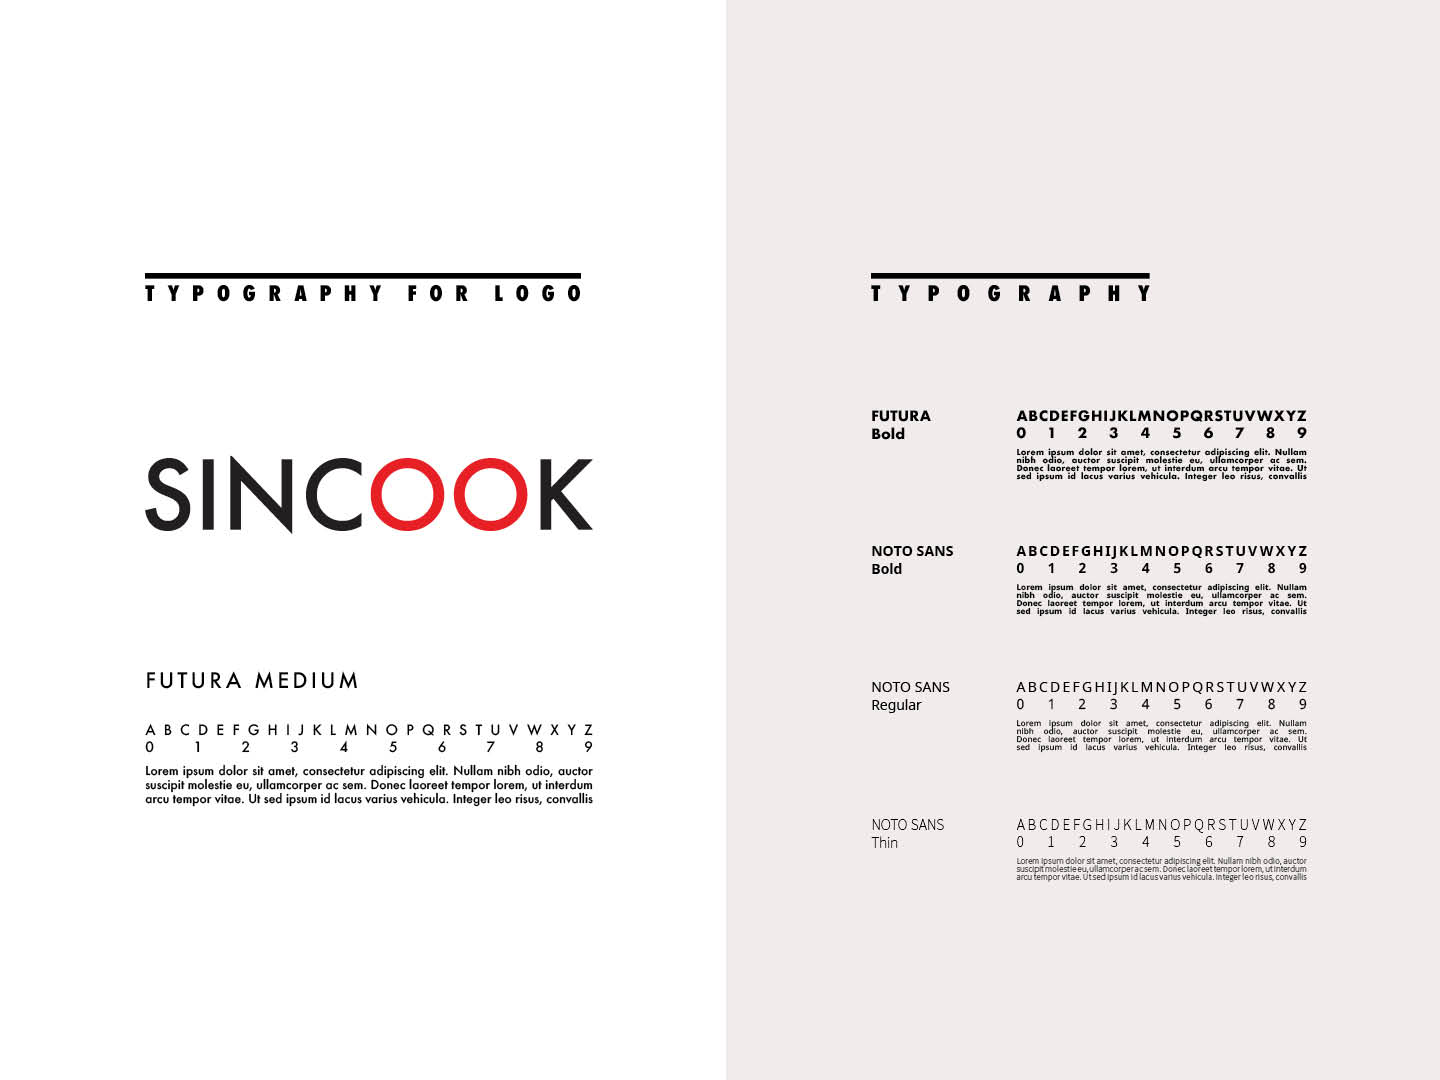 TYPOGRAPHY FOR LOGO
SINCOOK
FUTURA MEDIUM
A B C D E F G H I J K L M N O P Q R S T U V W X Y Z
0 1 2 3 4 5 6 7 8 9
Lorem ipsum dolor sit amet, consectetur adipiscing elit. Nullam nibh odio, auctor
suscipit molestie eu, ullamcorper ac sem. Donec laoreet tempor lorem, ut interdum
arcu tempor vitae. Ut sed ipsum id lacus varius vehicula. Integer leo risus, convallis
TYPOGRAPHY
FUTURA
Bold
ABCDEFGHIJKLMNOPQRSTUVWXYZ
0 1 2 3 4 5 6 7 8 9
Lorem ipsum dolor sit amet, consectetur adipiscing elit. Nullam
nibh odio, auctor suscipit molestie eu, ullamcorper ac sem.
Donec laoreet tempor lorem, ut interdum arcu tempor vitae. Ut
sed ipsum id lacus varius vehicula. Integer leo risus, convallis
NOTO SANS
Bold
ABCDEFGHIJKLMNOPQRSTUVWXYZ
0 1 2 3 4 5 6 7 8 9
Lorem ipsum dolor sit amet, consectetur adipiscing elit. Nullam
nibh odio, auctor suscipit molestie eu, ullamcorper ac sem.
Donec laoreet tempor lorem, ut interdum arcu tempor vitae. Ut
sed ipsum id lacus varius vehicula. Integer leo risus, convallis
NOTO SANS
Regular
ABCDEFGHIJKLMNOPQRSTUVWXYZ
0 1 2 3 4 5 6 7 8 9
Lorem ipsum dolor sit amet, consectetur adipiscing elit. Nullam
nibh odio, auctor suscipit molestie eu, ullamcorper ac sem.
Donec laoreet tempor lorem, ut interdum arcu tempor vitae. Ut
sed ipsum id lacus varius vehicula. Integer leo risus, convallis
NOTO SANS
Thin
ABCDEFGHIJKLMNOPQRSTUVWXYZ
0 1 2 3 4 5 6 7 8 9
Lorem ipsum dolor sit amet, consectetur adipiscing elit. Nullam nibh odio, auctor
suscipit molestie eu, ullamcorper ac sem. Donec laoreet tempor lorem, ut interdum
arcu tempor vitae. Ut sed ipsum id lacus varius vehicula. Integer leo risus, convallis